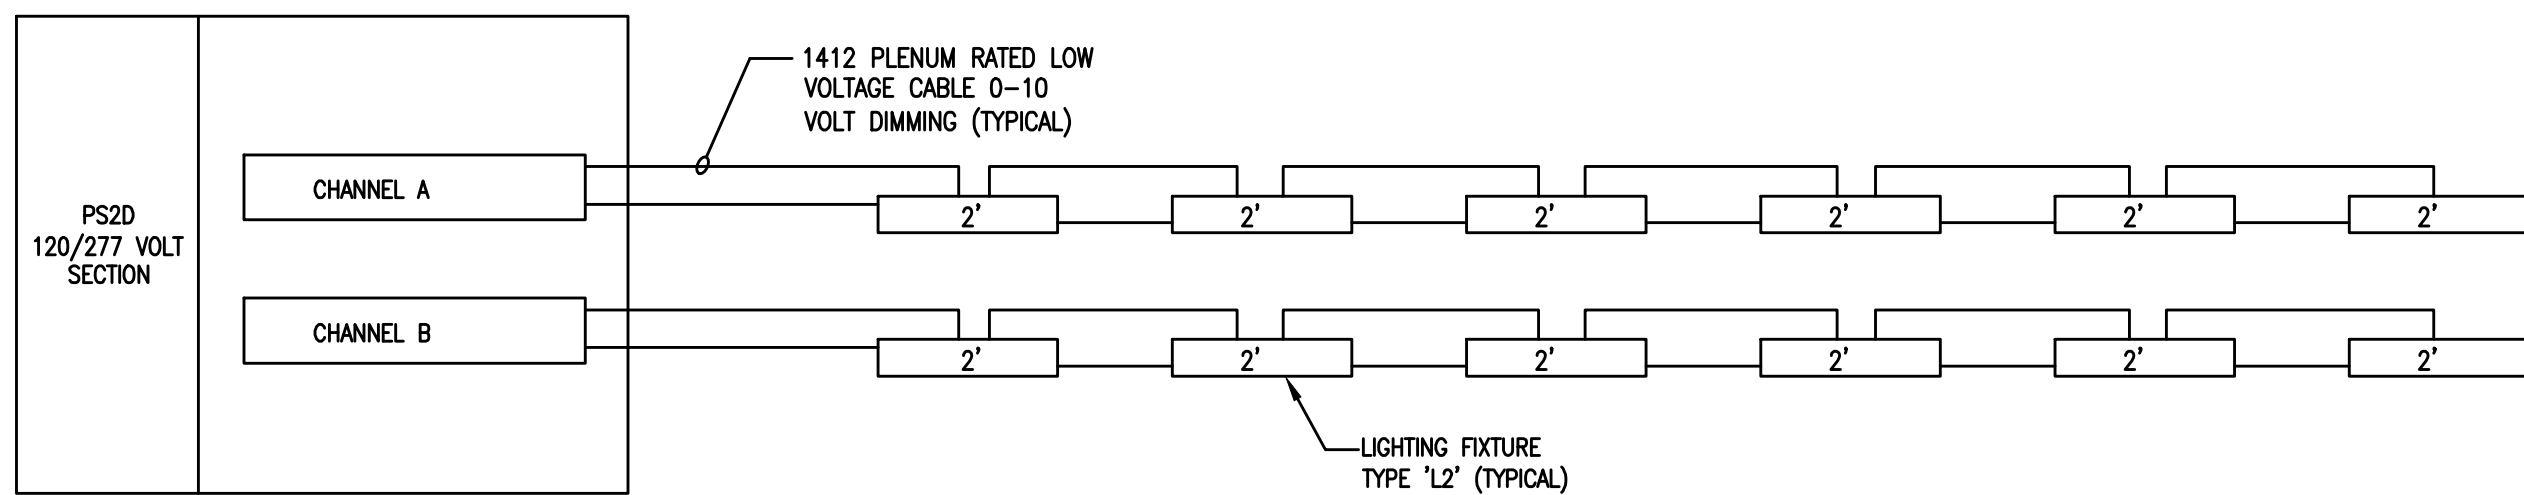 1412 PLENUM RATED LOW
VOLTAGE CABLE 0-10
VOLT DIMMING (TYPICAL)
PS2D
120/277 VOLT
SECTION
CHANNEL A
2' 2' 2' 2' 2' 2'
CHANNEL B
2' 2' 2' 2' 2' 2'
LIGHTING FIXTURE
TYPE 'L2' (TYPICAL)